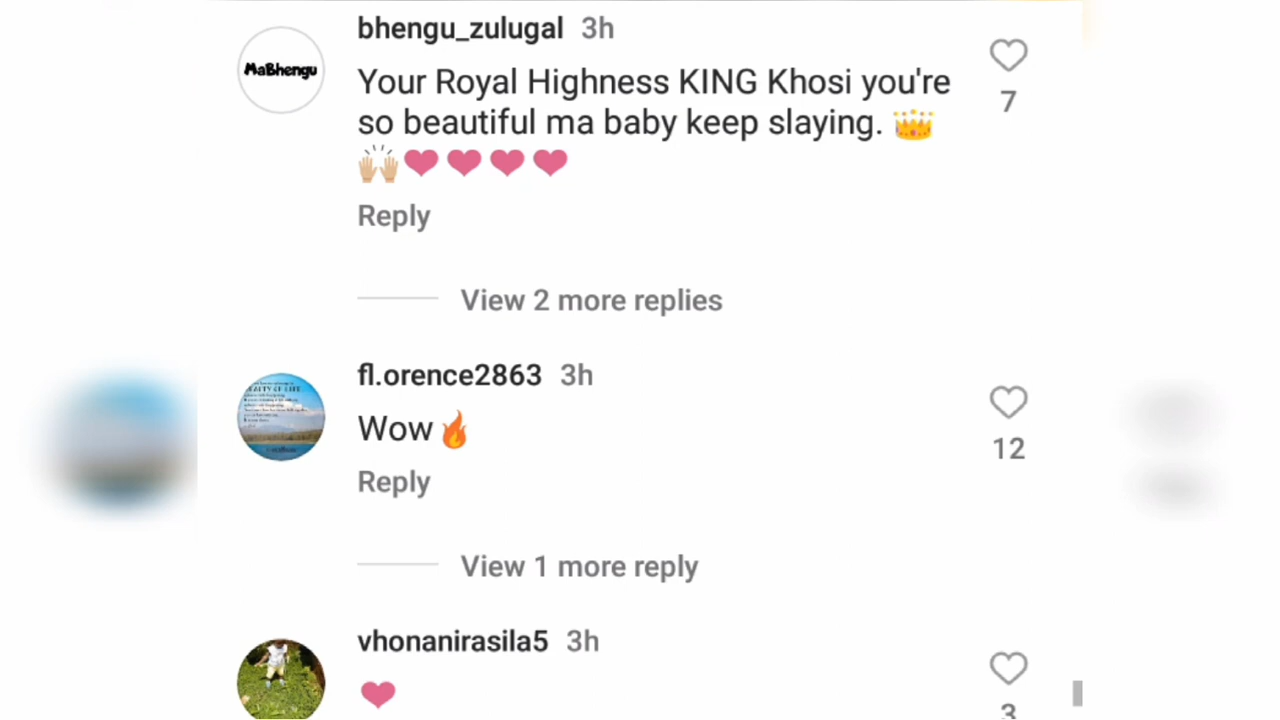 bhengu_zulugal 3h
MaBhengu
Your Royal Highness KING Khosi you're
so beautiful ma baby keep slaying. 👑
🙌🏼❤❤❤❤
7
Reply
View 2 more replies
fl.orence2863 3h
Wow🔥
12
Reply
View 1 more reply
vhonanirasila5 3h
❤
3